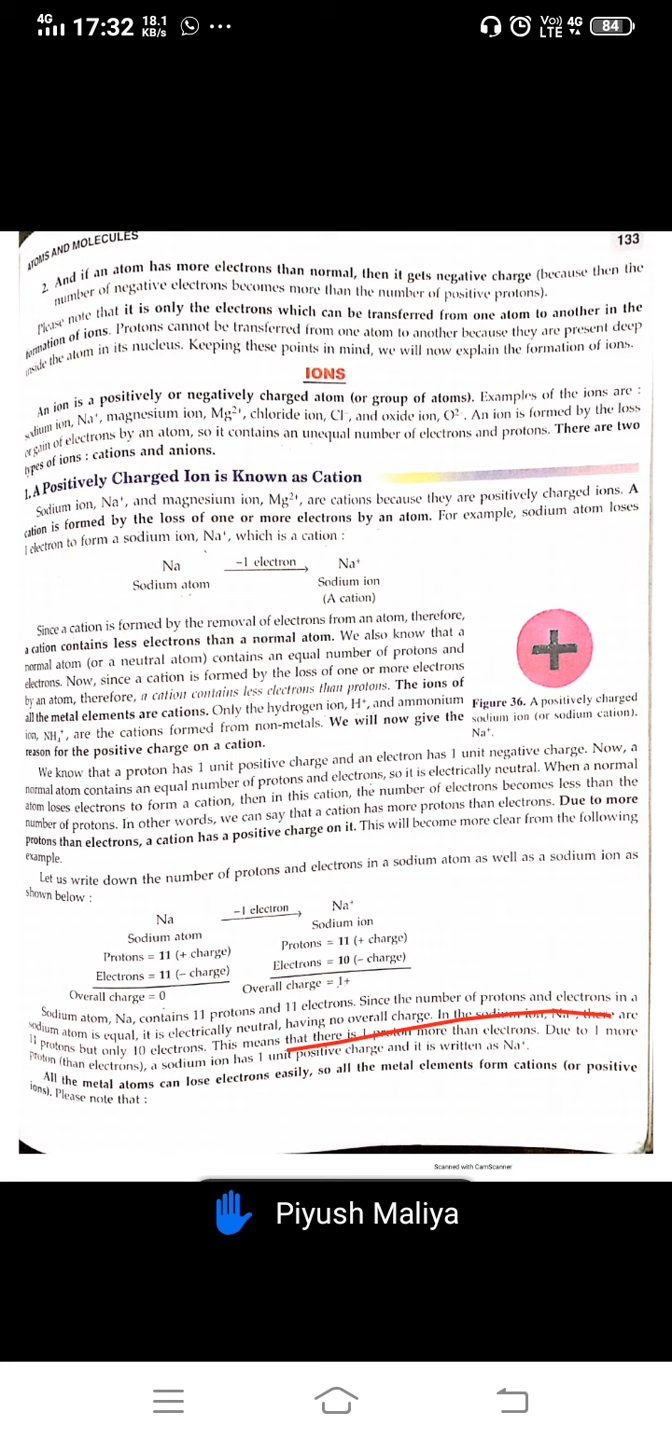 4G 17:32 18.1 KB/s ... Vo)) LTE 4G 84
ATOMS AND MOLECULES 133
2. And if an atom has more electrons than normal, then it gets negative charge (because then the
number of negative electrons becomes more than the number of positive protons).
Please note that it is only the electrons which can be transferred from one atom to another in the
formation of ions. Protons cannot be transferred from one atom to another because they are present deep
inside the atom in its nucleus. Keeping these points in mind, we will now explain the formation of ions.
IONS
An ion is a positively or negatively charged atom (or group of atoms). Examples of the ions are :
sodium ion, Na⁺, magnesium ion, Mg²⁺, chloride ion, Cl⁻, and oxide ion, O²⁻. An ion is formed by the loss
or gain of electrons by an atom, so it contains an unequal number of electrons and protons. There are two
types of ions : cations and anions.
1. A Positively Charged Ion is Known as Cation
Sodium ion, Na⁺, and magnesium ion, Mg²⁺, are cations because they are positively charged ions. A
cation is formed by the loss of one or more electrons by an atom. For example, sodium atom loses
1 electron to form a sodium ion, Na⁺, which is a cation :
Na –1 electron Na⁺
Sodium atom Sodium ion
(A cation)
Since a cation is formed by the removal of electrons from an atom, therefore,
a cation contains less electrons than a normal atom. We also know that a
normal atom (or a neutral atom) contains an equal number of protons and
electrons. Now, since a cation is formed by the loss of one or more electrons
by an atom, therefore, a cation contains less electrons than protons. The ions of
all the metal elements are cations. Only the hydrogen ion, H⁺, and ammonium
ion, NH₄⁺, are the cations formed from non-metals. We will now give the
reason for the positive charge on a cation.
+
Figure 36. A positively charged
sodium ion (or sodium cation).
Na⁺.
We know that a proton has 1 unit positive charge and an electron has 1 unit negative charge. Now, a
normal atom contains an equal number of protons and electrons, so it is electrically neutral. When a normal
atom loses electrons to form a cation, then in this cation, the number of electrons becomes less than the
number of protons. In other words, we can say that a cation has more protons than electrons. Due to more
protons than electrons, a cation has a positive charge on it. This will become more clear from the following
example.
Let us write down the number of protons and electrons in a sodium atom as well as a sodium ion as
shown below :
Na –1 electron Na⁺
Sodium atom Sodium ion
Protons = 11 (+ charge) Protons = 11 (+ charge)
Electrons = 11 (– charge) Electrons = 10 (– charge)
Overall charge = 0 Overall charge = 1+
Sodium atom, Na, contains 11 protons and 11 electrons. Since the number of protons and electrons in a
sodium atom is equal, it is electrically neutral, having no overall charge. In the sodium ion, Na⁺, there are
11 protons but only 10 electrons. This means that there is 1 proton more than electrons. Due to 1 more
proton (than electrons), a sodium ion has 1 unit positive charge and it is written as Na⁺.
All the metal atoms can lose electrons easily, so all the metal elements form cations (or positive
ions). Please note that :
Scanned with CamScanner
Piyush Maliya